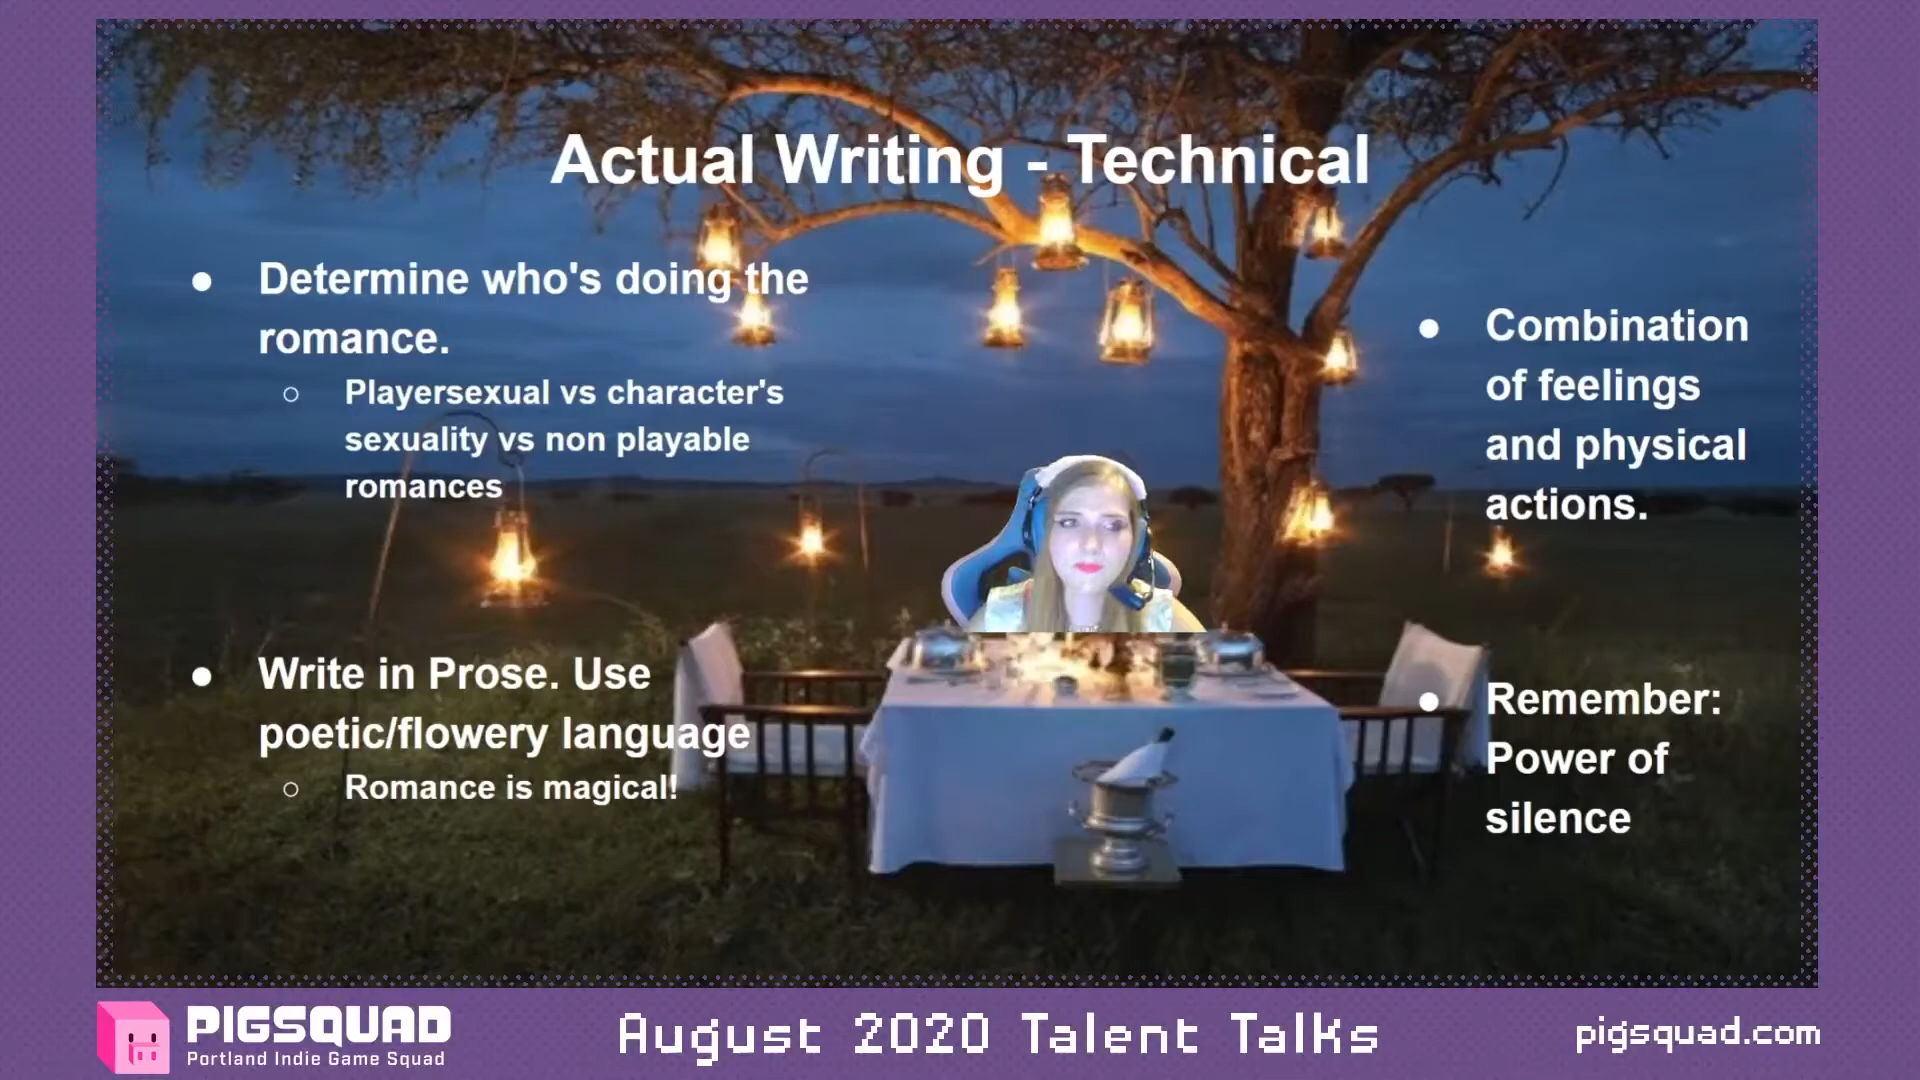 Actual Writing - Technical
● Determine who's doing the
romance.
○ Playersexual vs character's
sexuality vs non playable
romances
● Write in Prose. Use
poetic/flowery language
○ Romance is magical!
● Combination
of feelings
and physical
actions.
● Remember:
Power of
silence
PIGSQUAD
Portland Indie Game Squad
August 2020 Talent Talks
pigsquad.com